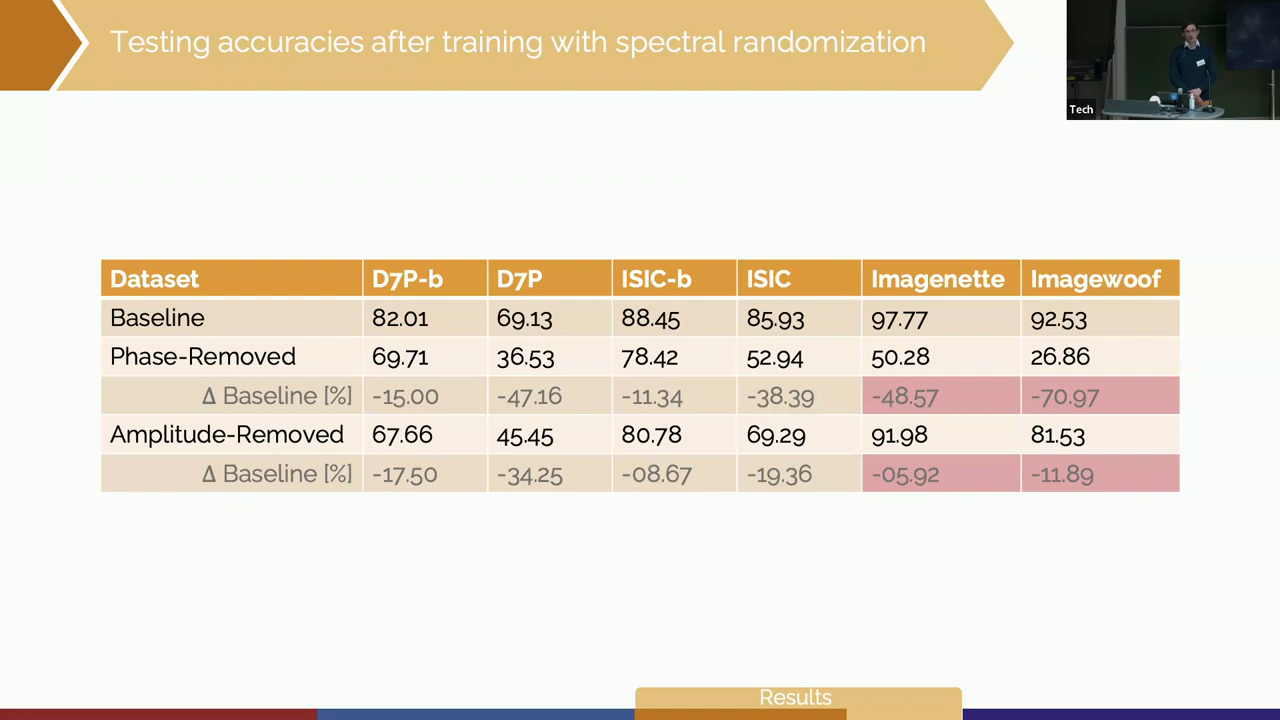 Testing accuracies after training with spectral randomization
Tech
Dataset D7P-b D7P ISIC-b ISIC Imagenette Imagewoof
Baseline 82.01 69.13 88.45 85.93 97.77 92.53
Phase-Removed 69.71 36.53 78.42 52.94 50.28 26.86
Δ Baseline [%] -15.00 -47.16 -11.34 -38.39 -48.57 -70.97
Amplitude-Removed 67.66 45.45 80.78 69.29 91.98 81.53
Δ Baseline [%] -17.50 -34.25 -08.67 -19.36 -05.92 -11.89
Results